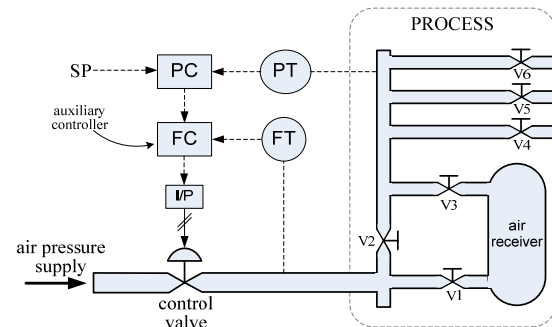 PROCESS
SP
PC
PT
V6
auxiliary
controller
V5
FC
FT
V4
I/P
V3
air
receiver
V2
air pressure
supply
V1
control
valve